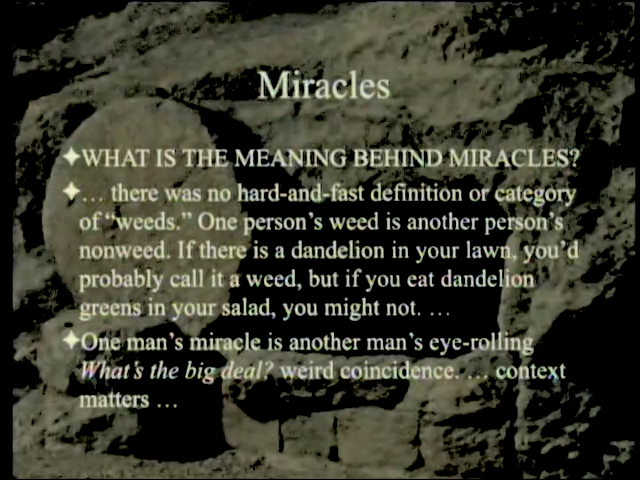 Miracles
✦WHAT IS THE MEANING BEHIND MIRACLES?
✦… there was no hard-and-fast definition or category
of “weeds.” One person’s weed is another person’s
nonweed. If there is a dandelion in your lawn, you’d
probably call it a weed, but if you eat dandelion
greens in your salad, you might not. …
✦One man’s miracle is another man’s eye-rolling
What’s the big deal? weird coincidence. … context
matters …